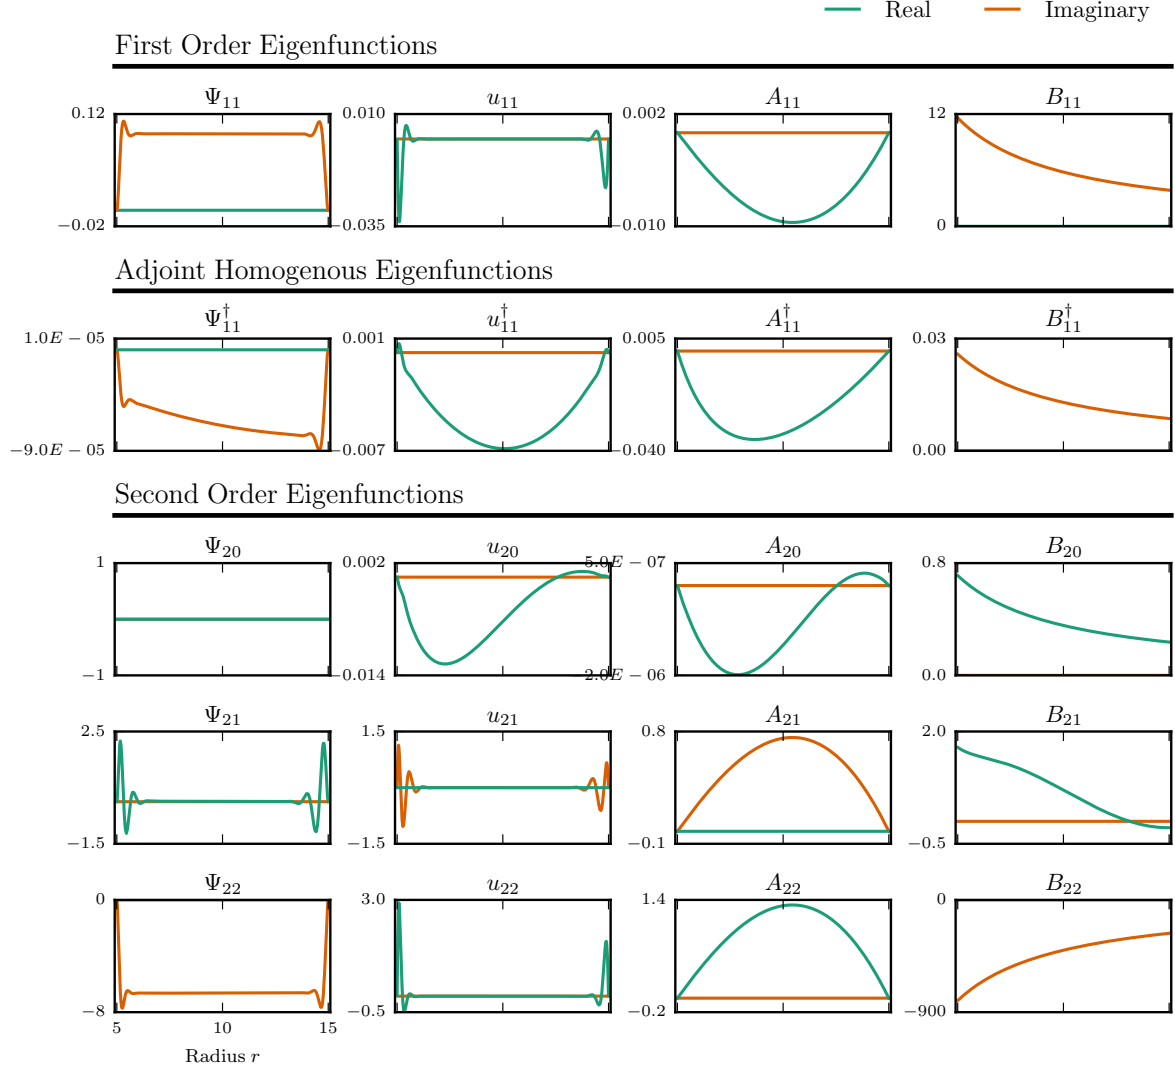 Real Imaginary
First Order Eigenfunctions
Ψ₁₁ u₁₁ A₁₁ B₁₁
0.12 0.010 0.002 12
−0.02 −0.035 −0.010 0
Adjoint Homogenous Eigenfunctions
Ψ†₁₁ u†₁₁ A†₁₁ B†₁₁
1.0E − 05 0.001 0.005 0.03
−9.0E − 05 −0.007 −0.040 0.00
Second Order Eigenfunctions
Ψ₂₀ u₂₀ A₂₀ B₂₀
1 0.002 5.0E − 07 0.8
−1 −0.014 −2.0E − 06 0.0
Ψ₂₁ u₂₁ A₂₁ B₂₁
2.5 1.5 0.8 2.0
−1.5 −1.5 −0.1 −0.5
Ψ₂₂ u₂₂ A₂₂ B₂₂
0 3.0 1.4 0
−8 −0.5 −0.2 −900
5 10 15
Radius r